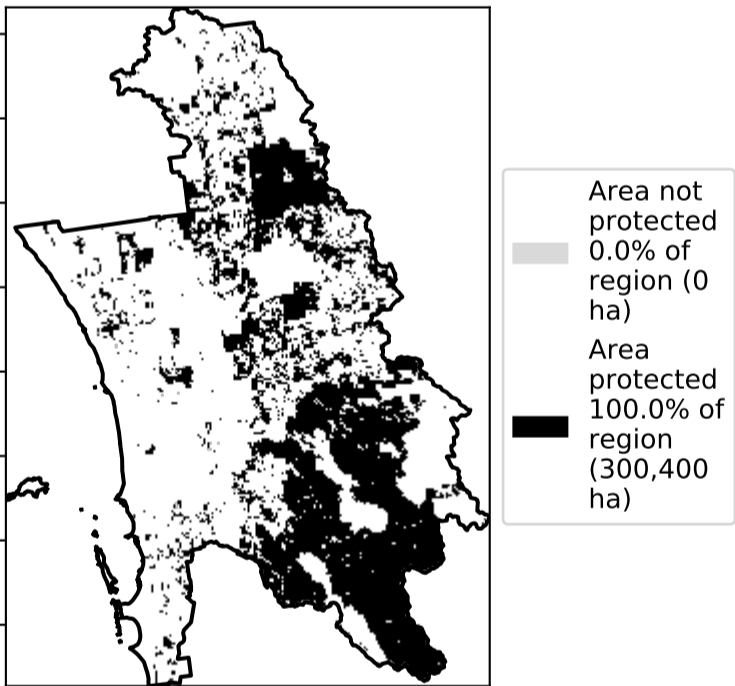 Area not
protected
0.0% of
region (0
ha)
Area
protected
100.0% of
region
(300,400
ha)